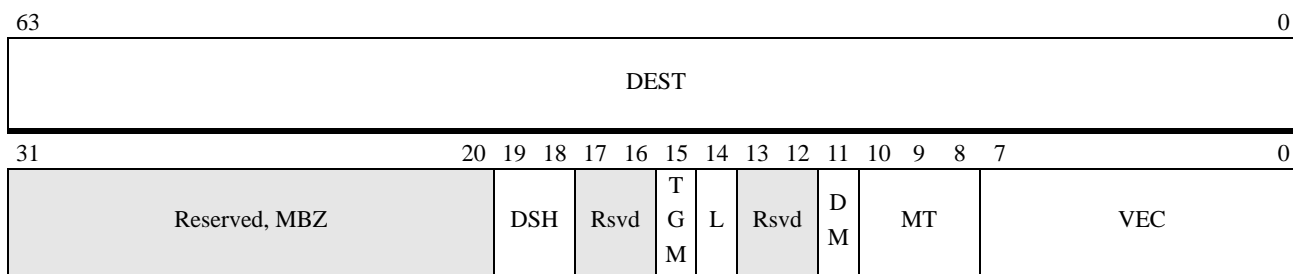 63 0
DEST
31 20 19 18 17 16 15 14 13 12 11 10 9 8 7 0
Reserved, MBZ DSH Rsvd T G M L Rsvd D M MT VEC